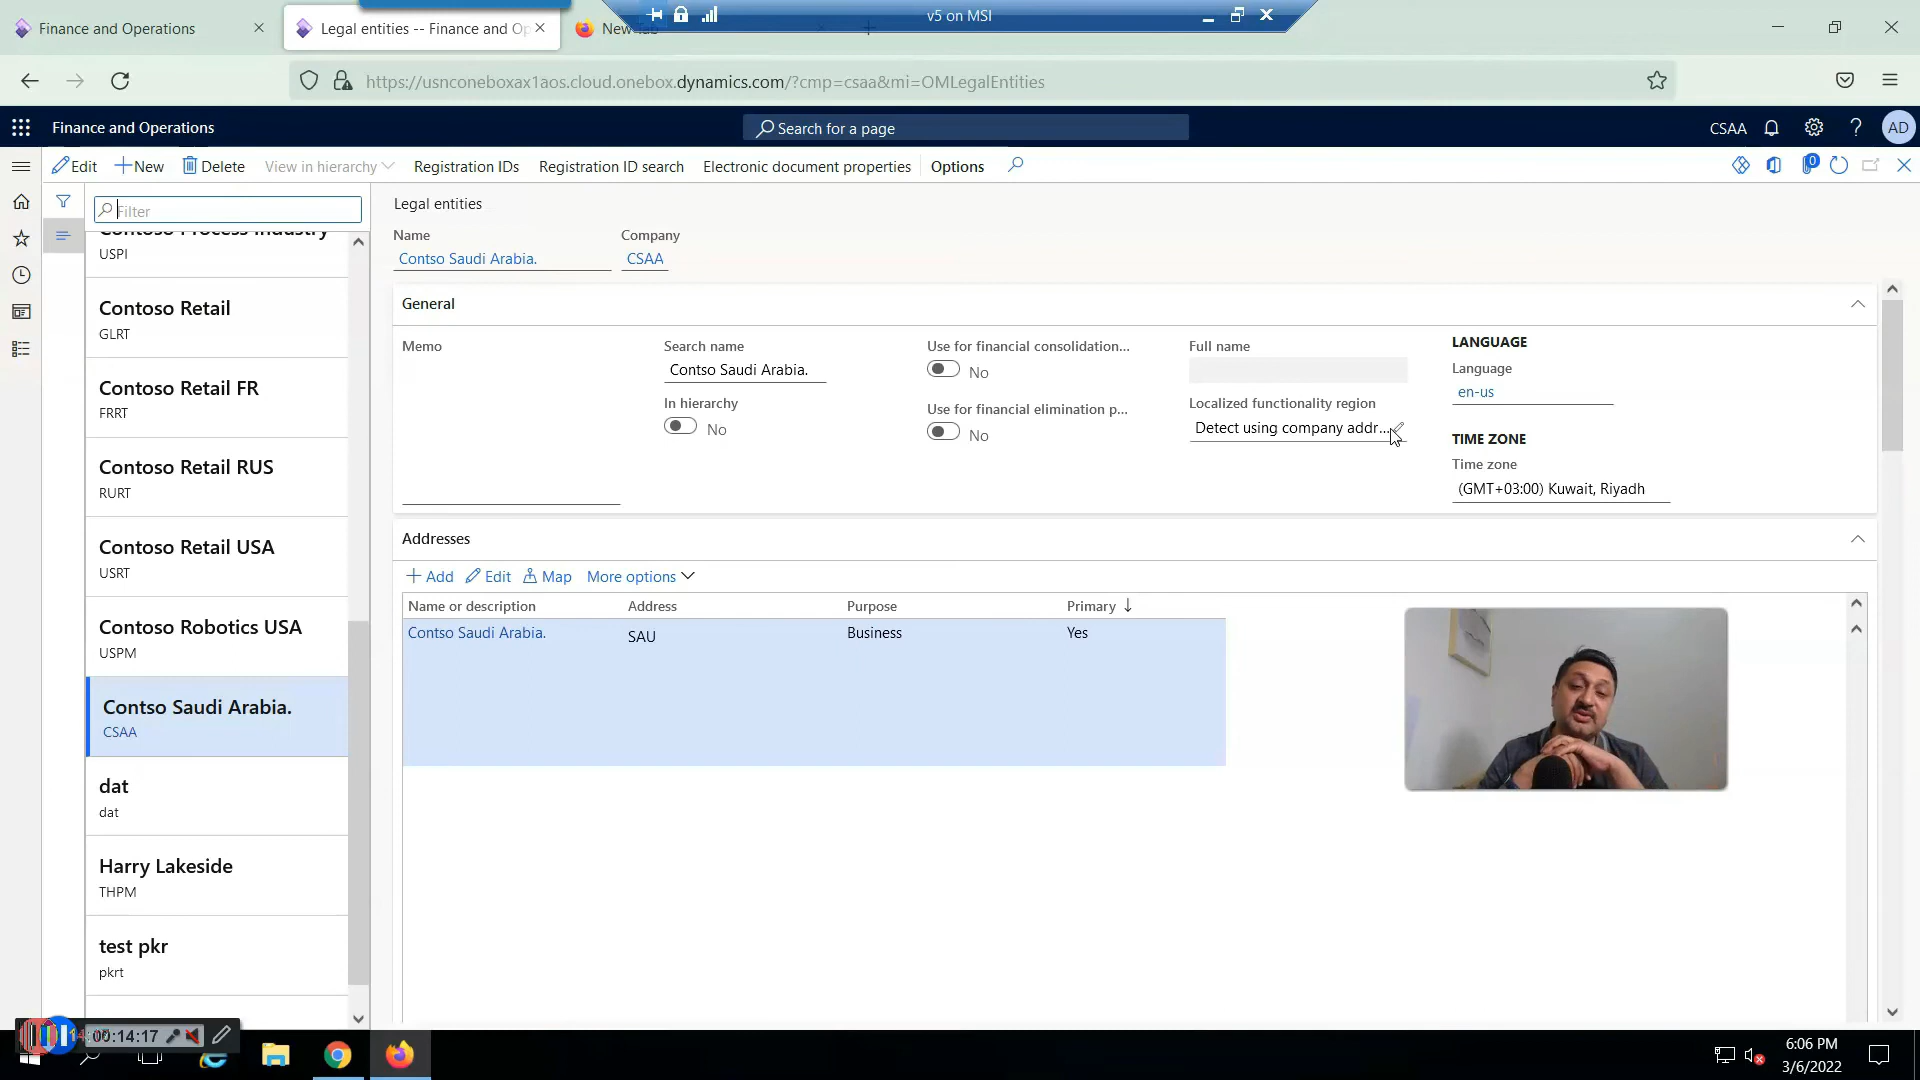 v5 on MSI
Finance and Operations
Legal entities -- Finance and Op
New Tab
https://usnconeboxax1aos.cloud.onebox.dynamics.com/?cmp=csaa&mi=OMLegalEntities
Finance and Operations
Search for a page
CSAA
?
AD
Edit
New
Delete
View in hierarchy
Registration IDs
Registration ID search
Electronic document properties
Options
0
Filter
Contoso Process Industry
USPI
Contoso Retail
GLRT
Contoso Retail FR
FRRT
Contoso Retail RUS
RURT
Contoso Retail USA
USRT
Contoso Robotics USA
USPM
Contso Saudi Arabia.
CSAA
dat
dat
Harry Lakeside
THPM
test pkr
pkrt
Legal entities
Name
Company
Contso Saudi Arabia.
CSAA
General
Memo
Search name
Contso Saudi Arabia.
In hierarchy
No
Use for financial consolidation...
No
Use for financial elimination p...
No
Full name
Localized functionality region
Detect using company addr...
LANGUAGE
Language
en-us
TIME ZONE
Time zone
(GMT+03:00) Kuwait, Riyadh
Addresses
Add
Edit
Map
More options
Name or description
Address
Purpose
Primary
Contso Saudi Arabia.
SAU
Business
Yes
00:14:17
6:06 PM
3/6/2022